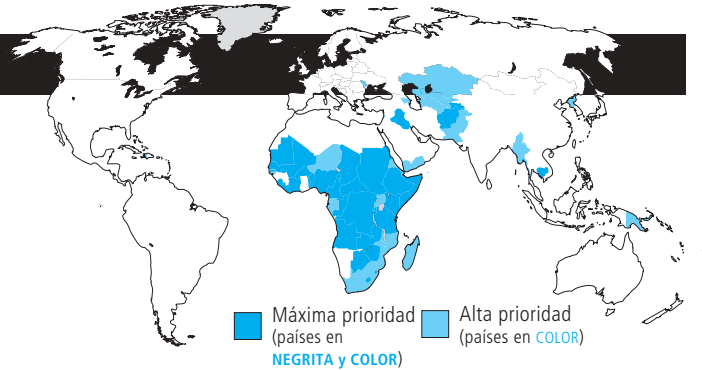 Máxima prioridad
(países en
NEGRITA y COLOR)
Alta prioridad
(países en COLOR)